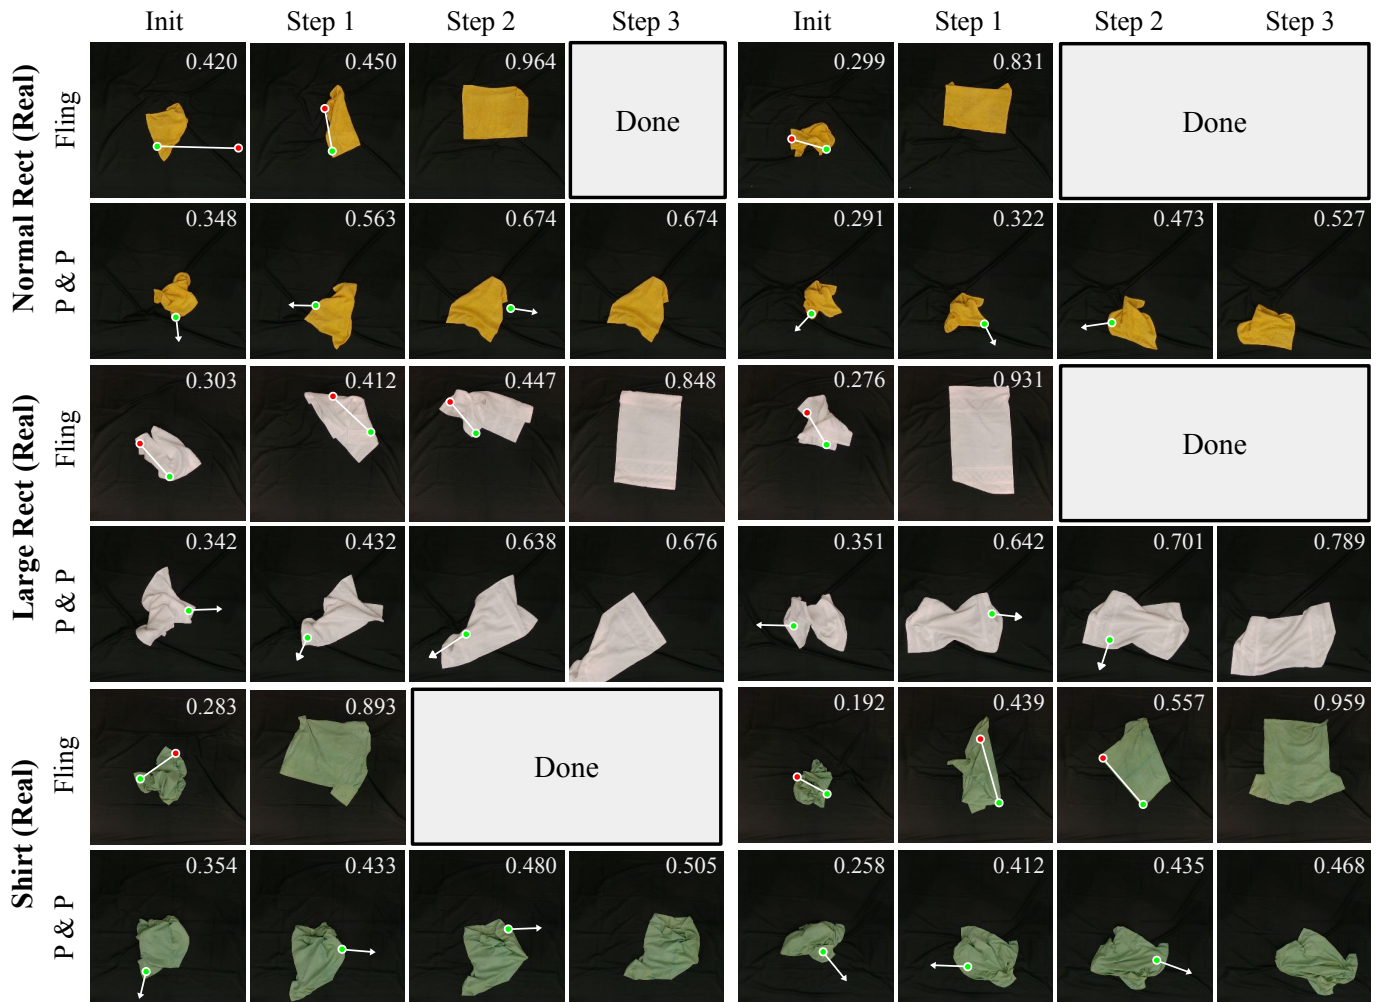 Init Step 1 Step 2 Step 3 Init Step 1 Step 2 Step 3
Normal Rect (Real)
Fling
0.420 0.450 0.964 Done 0.299 0.831 Done
P & P
0.348 0.563 0.674 0.674 0.291 0.322 0.473 0.527
Large Rect (Real)
Fling
0.303 0.412 0.447 0.848 0.276 0.931 Done
P & P
0.342 0.432 0.638 0.676 0.351 0.642 0.701 0.789
Shirt (Real)
Fling
0.283 0.893 Done 0.192 0.439 0.557 0.959
P & P
0.354 0.433 0.480 0.505 0.258 0.412 0.435 0.468